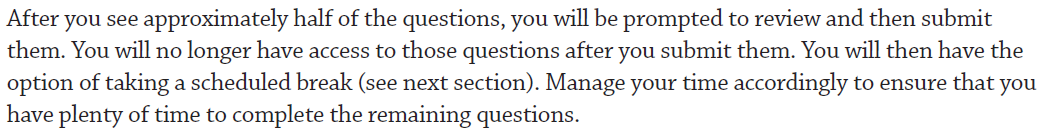 After you see approximately half of the questions, you will be prompted to review and then submit
them. You will no longer have access to those questions after you submit them. You will then have the
option of taking a scheduled break (see next section). Manage your time accordingly to ensure that you
have plenty of time to complete the remaining questions.